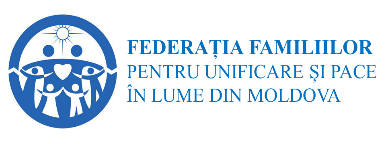 FEDERAȚIA FAMILIILOR
PENTRU UNIFICARE ȘI PACE
ÎN LUME DIN MOLDOVA